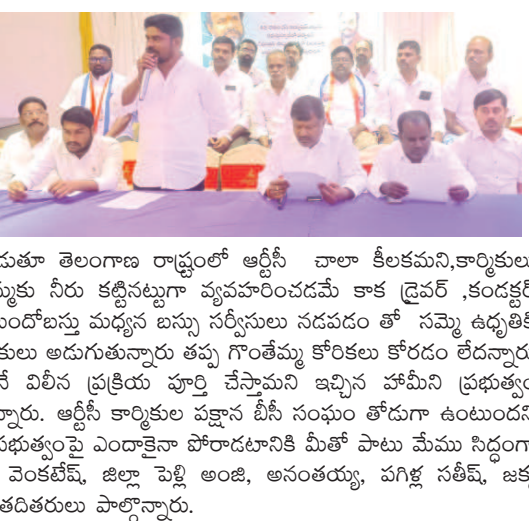 డుతూ తెలంగాణ రాష్ట్రంలో ఆర్టీసీ చాలా కీలకమని,కార్మికులు
మ్మకు నీరు కట్టినట్టుగా వ్యవహరించడమే కాక డ్రైవర్ ,కండక్టర్
ందోబస్తు మధ్యన బస్సు సర్వీసులు నడపడం తో సమ్మె ఉధృతికి
కులు అడుగుతున్నారు తప్ప గొంతేమ్మ కోరికలు కోరడం లేదన్నారు
నే విలీన ప్రక్రియ పూర్తి చేస్తామని ఇచ్చిన హామీని ప్రభుత్వం
న్నారు. ఆర్టీసీ కార్మికుల పక్షాన బీసీ సంఘం తోడుగా ఉంటుందని
ప్రభుత్వంపై ఎందాకైనా పోరాడటానికి మీతో పాటు మేము సిద్ధంగా
వెంకటేష్, జిల్లా పెళ్లి అంజి, అనంతయ్య, పగిళ్ల సతీష్, జక్క
తదితరులు పాల్గొన్నారు.